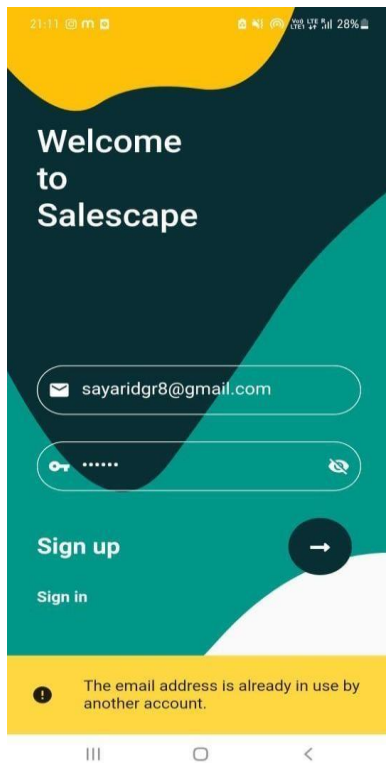 21:11 m 28%
Welcome
to
Salescape
sayaridgr8@gmail.com
••••••
Sign up
Sign in
The email address is already in use by
another account.